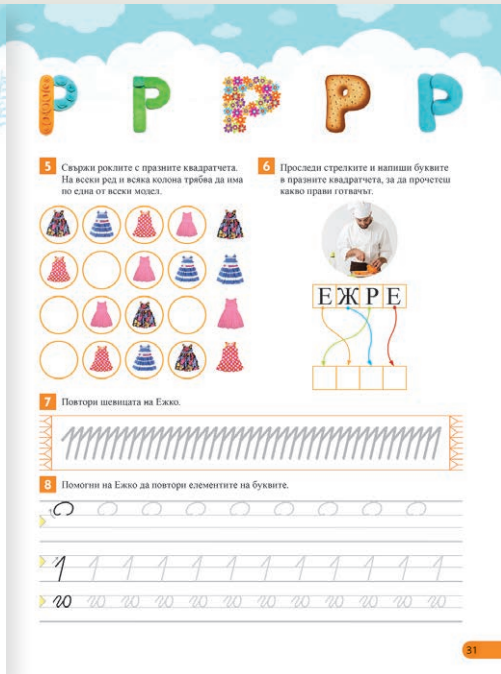 Р Р Р Р Р
5 Свържи роклите с празните квадратчета.
На всеки ред и всяка колона трябва да има
по една от всеки модел.
6 Проследи стрелките и напиши буквите
в празните квадратчета, за да прочетеш
какво прави готвачът.
Е Ж Р Е
7 Повтори шевицата на Ежко.
8 Помогни на Ежко да повтори елементите на буквите.
31